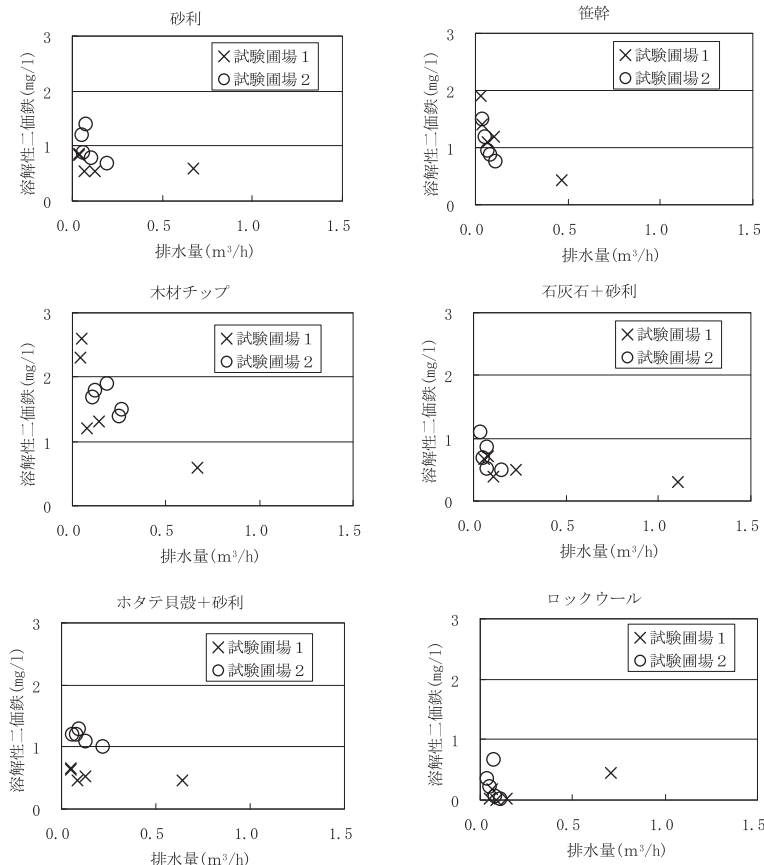 砂利
溶解性二価鉄(mg/l)
3
2
1
0
×試験圃場１
○試験圃場２
0.0 0.5 1.0 1.5
排水量(m³/h)
笹幹
溶解性二価鉄(mg/l)
3
2
1
0
×試験圃場１
○試験圃場２
0.0 0.5 1.0 1.5
排水量(m³/h)
木材チップ
溶解性二価鉄(mg/l)
3
2
1
0
×試験圃場１
○試験圃場２
0.0 0.5 1.0 1.5
排水量(m³/h)
石灰石＋砂利
溶解性二価鉄(mg/l)
3
2
1
0
×試験圃場１
○試験圃場２
0.0 0.5 1.0 1.5
排水量(m³/h)
ホタテ貝殻＋砂利
溶解性二価鉄(mg/l)
3
2
1
0
×試験圃場１
○試験圃場２
0.0 0.5 1.0 1.5
排水量(m³/h)
ロックウール
溶解性二価鉄(mg/l)
3
2
1
0
×試験圃場１
○試験圃場２
0.0 0.5 1.0 1.5
排水量(m³/h)